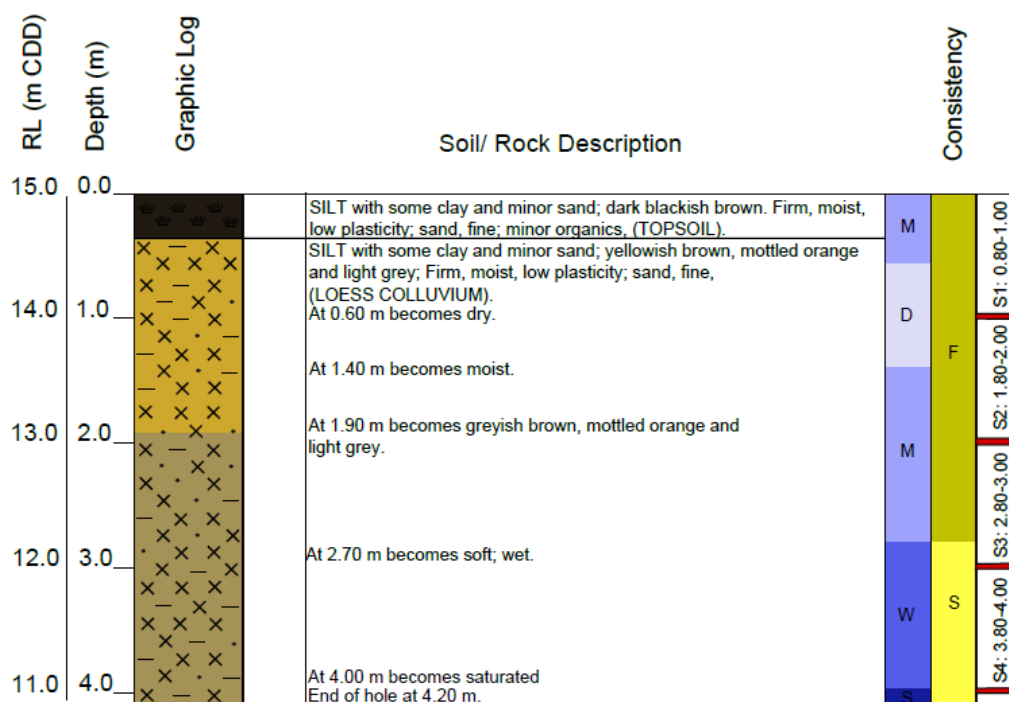 RL (m CDD)
Depth (m)
Graphic Log
Soil/ Rock Description
Consistency
15.0 0.0
SILT with some clay and minor sand; dark blackish brown. Firm, moist,
low plasticity; sand, fine; minor organics, (TOPSOIL).
M
SILT with some clay and minor sand; yellowish brown, mottled orange
and light grey; Firm, moist, low plasticity; sand, fine,
(LOESS COLLUVIUM).
S1: 0.80-1.00
14.0 1.0
At 0.60 m becomes dry.
D
F
At 1.40 m becomes moist.
S2: 1.80-2.00
13.0 2.0
At 1.90 m becomes greyish brown, mottled orange and
light grey.
M
S3: 2.80-3.00
12.0 3.0
At 2.70 m becomes soft; wet.
W
S
S4: 3.80-4.00
At 4.00 m becomes saturated
11.0 4.0
End of hole at 4.20 m.
S